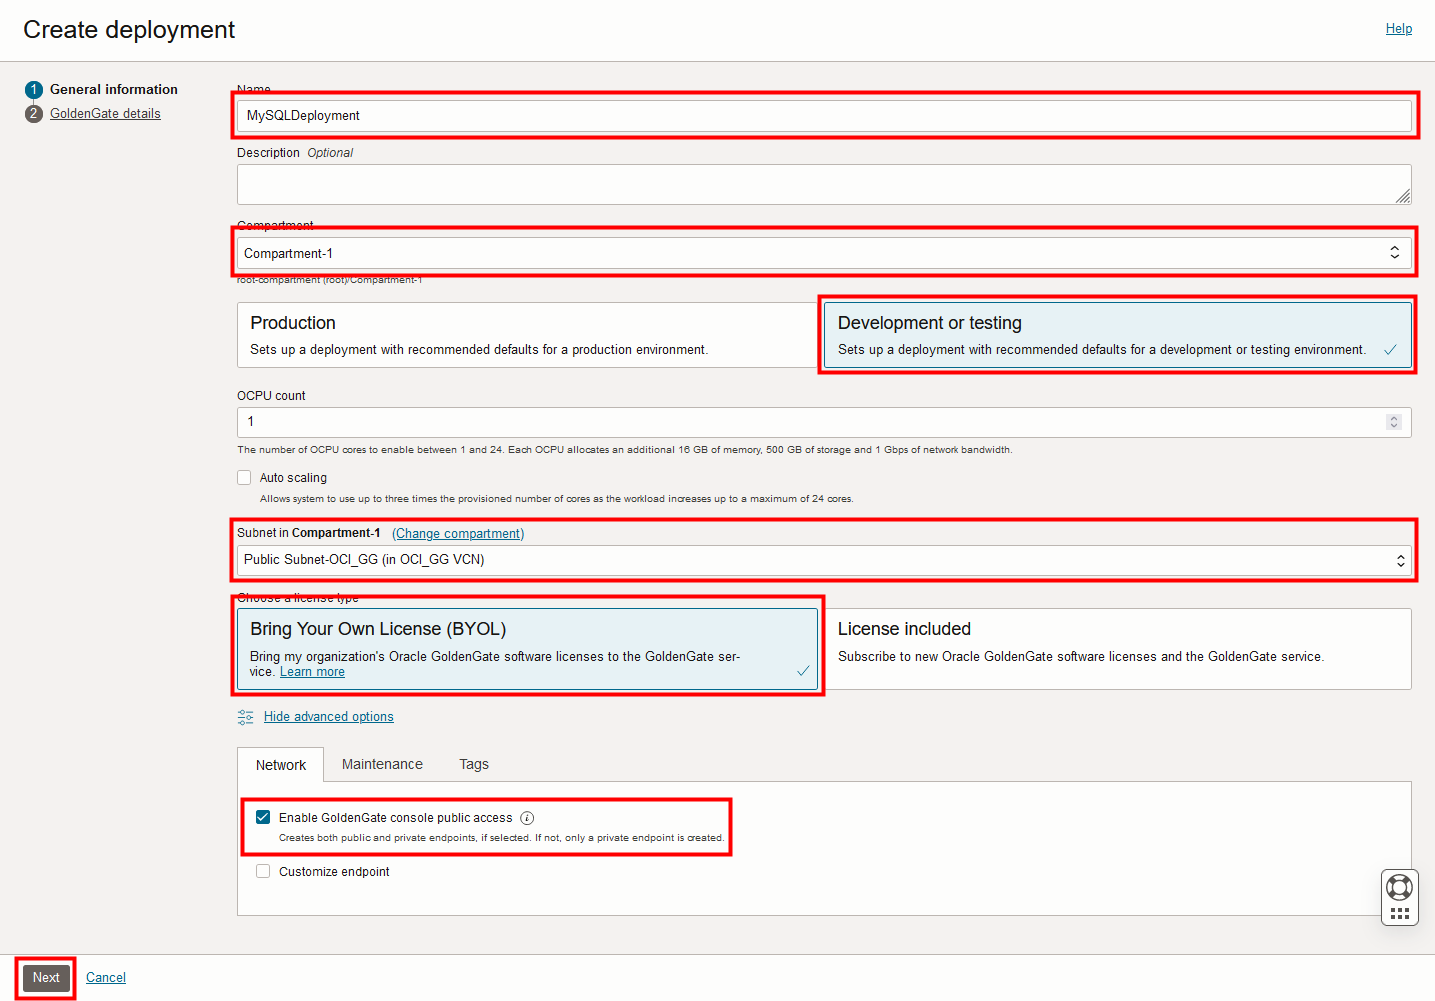 Create deployment
Help
1 General information
2 GoldenGate details
Name
MySQLDeployment
Description Optional
Compartment
Compartment-1
root-compartment (root)/Compartment-1
Production
Sets up a deployment with recommended defaults for a production environment.
Development or testing
Sets up a deployment with recommended defaults for a development or testing environment.
OCPU count
1
The number of OCPU cores to enable between 1 and 24. Each OCPU allocates an additional 16 GB of memory, 500 GB of storage and 1 Gbps of network bandwidth.
Auto scaling
Allows system to use up to three times the provisioned number of cores as the workload increases up to a maximum of 24 cores.
Subnet in Compartment-1 (Change compartment)
Public Subnet-OCI_GG (in OCI_GG VCN)
Choose a license type
Bring Your Own License (BYOL)
Bring my organization's Oracle GoldenGate software licenses to the GoldenGate ser-
vice. Learn more
License included
Subscribe to new Oracle GoldenGate software licenses and the GoldenGate service.
Hide advanced options
Network Maintenance Tags
Enable GoldenGate console public access i
Creates both public and private endpoints, if selected. If not, only a private endpoint is created.
Customize endpoint
Next Cancel